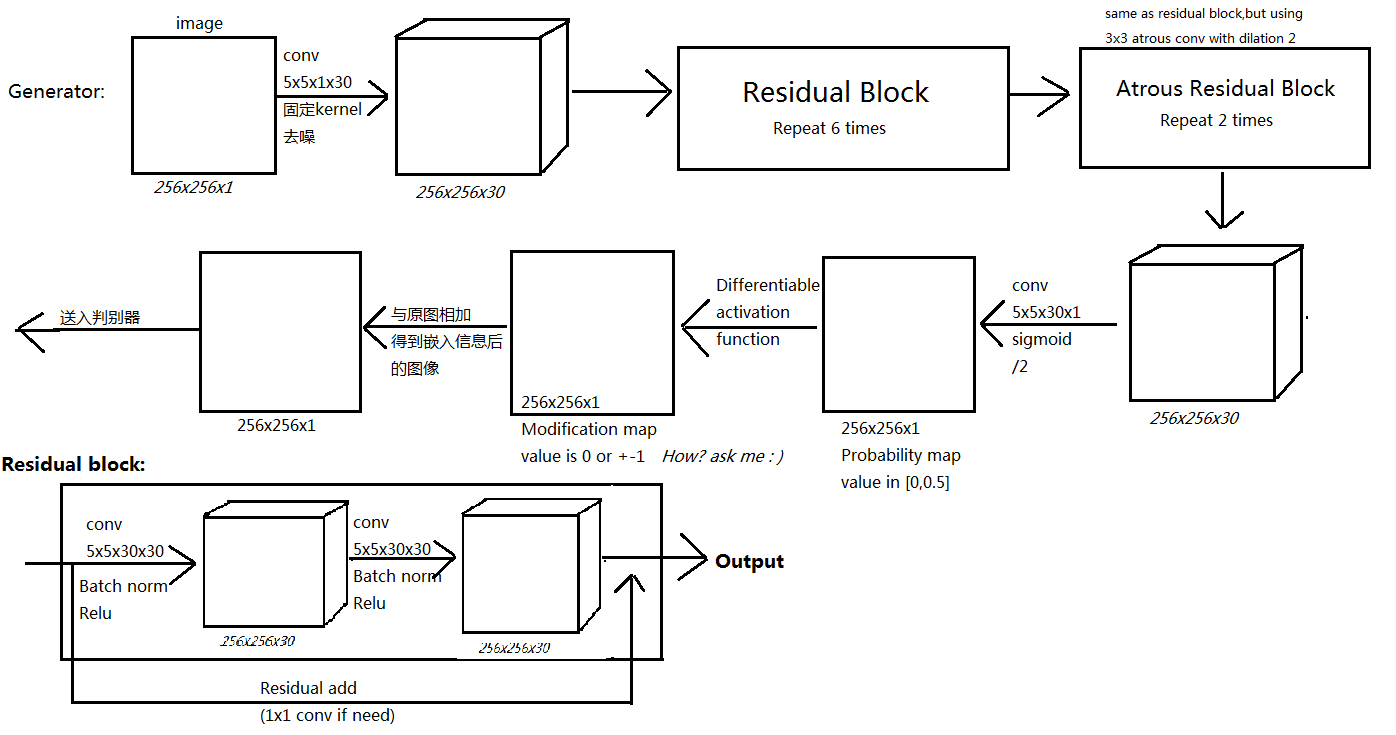 Generator:
image
256x256x1
conv
5x5x1x30
固定kernel
去噪
256x256x30
Residual Block
Repeat 6 times
same as residual block,but using
3x3 atrous conv with dilation 2
Atrous Residual Block
Repeat 2 times
256x256x30
conv
5x5x30x1
sigmoid
/2
256x256x1
Probability map
value in [0,0.5]
Differentiable
activation
function
256x256x1
Modification map
value is 0 or +-1 How? ask me : )
与原图相加
得到嵌入信息后
的图像
256x256x1
送入判别器
Residual block:
conv
5x5x30x30
Batch norm
Relu
256x256x30
conv
5x5x30x30
Batch norm
Relu
256x256x30
Output
Residual add
(1x1 conv if need)